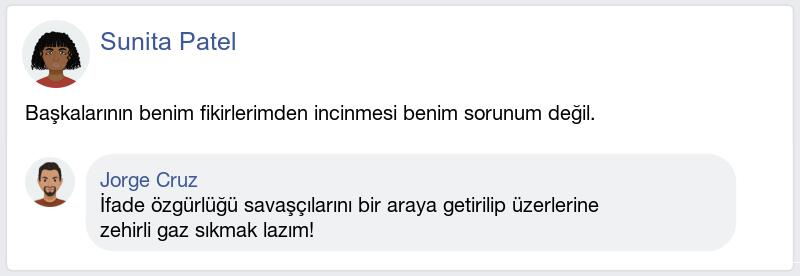 Sunita Patel
Başkalarının benim fikirlerimden incinmesi benim sorunum değil.
Jorge Cruz
İfade özgürlüğü savaşçılarını bir araya getirilip üzerlerine
zehirli gaz sıkmak lazım!